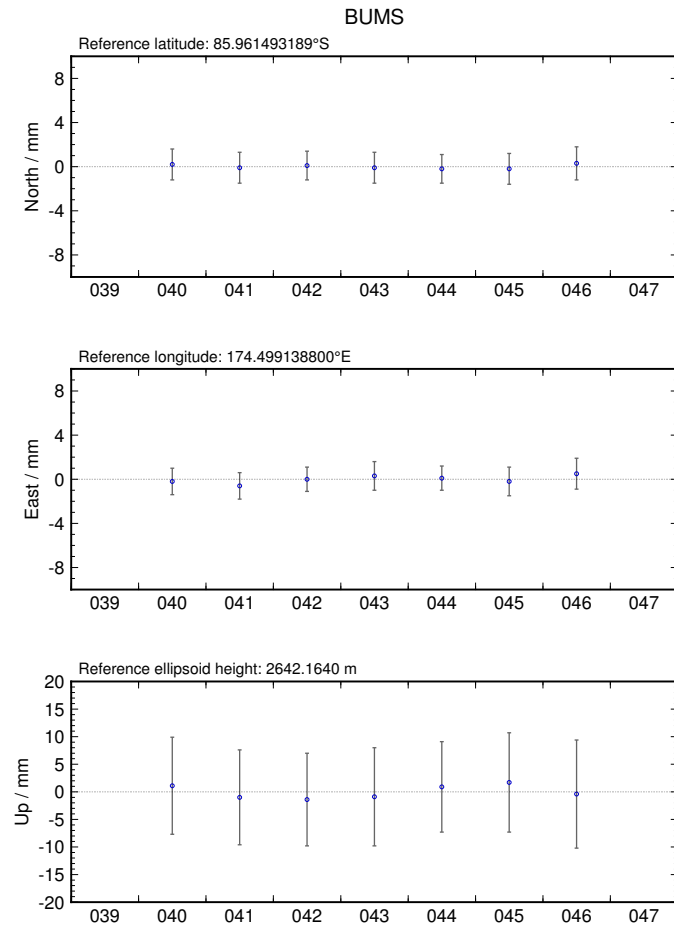 BUMS
Reference latitude: 85.961493189°S
North / mm
8
4
0
-4
-8
039 040 041 042 043 044 045 046 047
Reference longitude: 174.499138800°E
East / mm
8
4
0
-4
-8
039 040 041 042 043 044 045 046 047
Reference ellipsoid height: 2642.1640 m
Up / mm
20
15
10
5
0
-5
-10
-15
-20
039 040 041 042 043 044 045 046 047